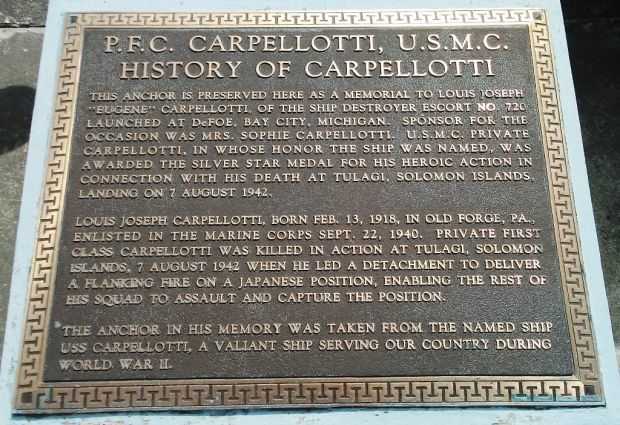 P.F.C. CARPELLOTTI, U.S.M.C.
HISTORY OF CARPELLOTTI
THIS ANCHOR IS PRESERVED HERE AS A MEMORIAL TO LOUIS JOSEPH
"EUGENE" CARPELLOTTI, OF THE SHIP DESTROYER ESCORT NO. 720
LAUNCHED AT DeFOE, BAY CITY, MICHIGAN. SPONSOR FOR THE
OCCASION WAS MRS. SOPHIE CARPELLOTTI. U.S.M.C. PRIVATE
CARPELLOTTI, IN WHOSE HONOR THE SHIP WAS NAMED, WAS
AWARDED THE SILVER STAR MEDAL FOR HIS HEROIC ACTION IN
CONNECTION WITH HIS DEATH AT TULAGI, SOLOMON ISLANDS,
LANDING ON 7 AUGUST 1942.
LOUIS JOSEPH CARPELLOTTI, BORN FEB. 13, 1918, IN OLD FORGE, PA.,
ENLISTED IN THE MARINE CORPS SEPT. 22, 1940. PRIVATE FIRST
CLASS CARPELLOTTI WAS KILLED IN ACTION AT TULAGI, SOLOMON
ISLANDS, 7 AUGUST 1942 WHEN HE LED A DETACHMENT TO DELIVER
A FLANKING FIRE ON A JAPANESE POSITION, ENABLING THE REST OF
HIS SQUAD TO ASSAULT AND CAPTURE THE POSITION.
THE ANCHOR IN HIS MEMORY WAS TAKEN FROM THE NAMED SHIP
USS CARPELLOTTI, A VALIANT SHIP SERVING OUR COUNTRY DURING
WORLD WAR II.